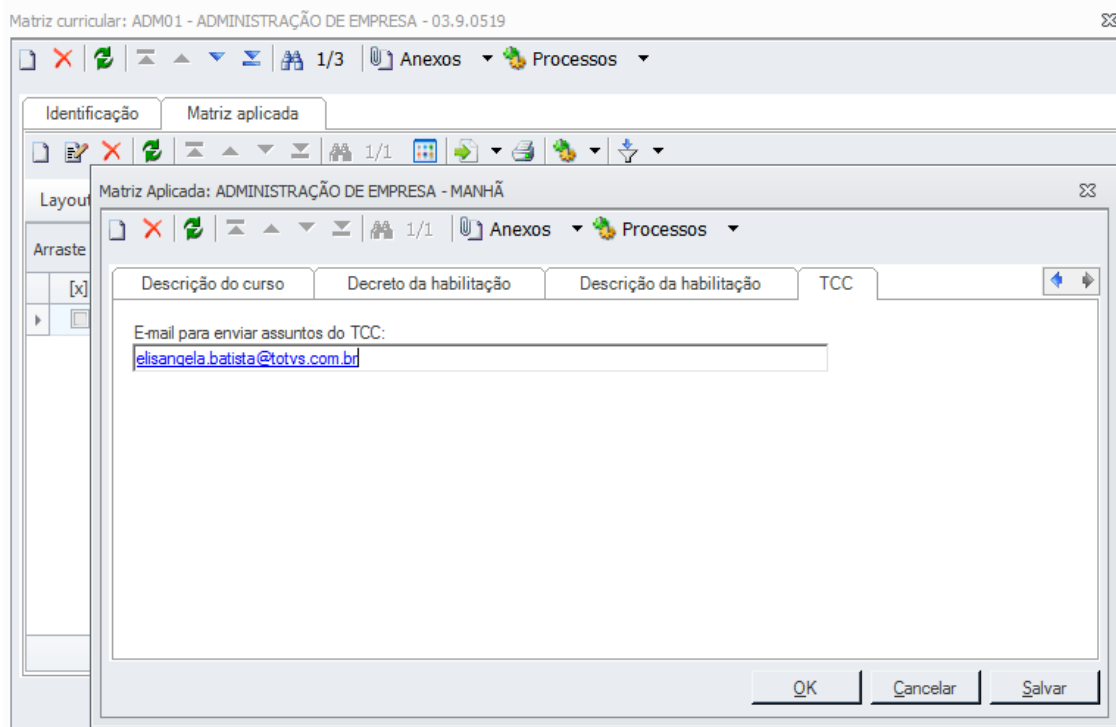 Matriz curricular: ADM01 - ADMINISTRAÇÃO DE EMPRESA - 03.9.0519
1/3 Anexos Processos
Identificação Matriz aplicada
1/1
Layout
Matriz Aplicada: ADMINISTRAÇÃO DE EMPRESA - MANHÃ
1/1 Anexos Processos
Arraste
[x]
Descrição do curso Decreto da habilitação Descrição da habilitação TCC
E-mail para enviar assuntos do TCC:
elisangela.batista@totvs.com.br
OK Cancelar Salvar